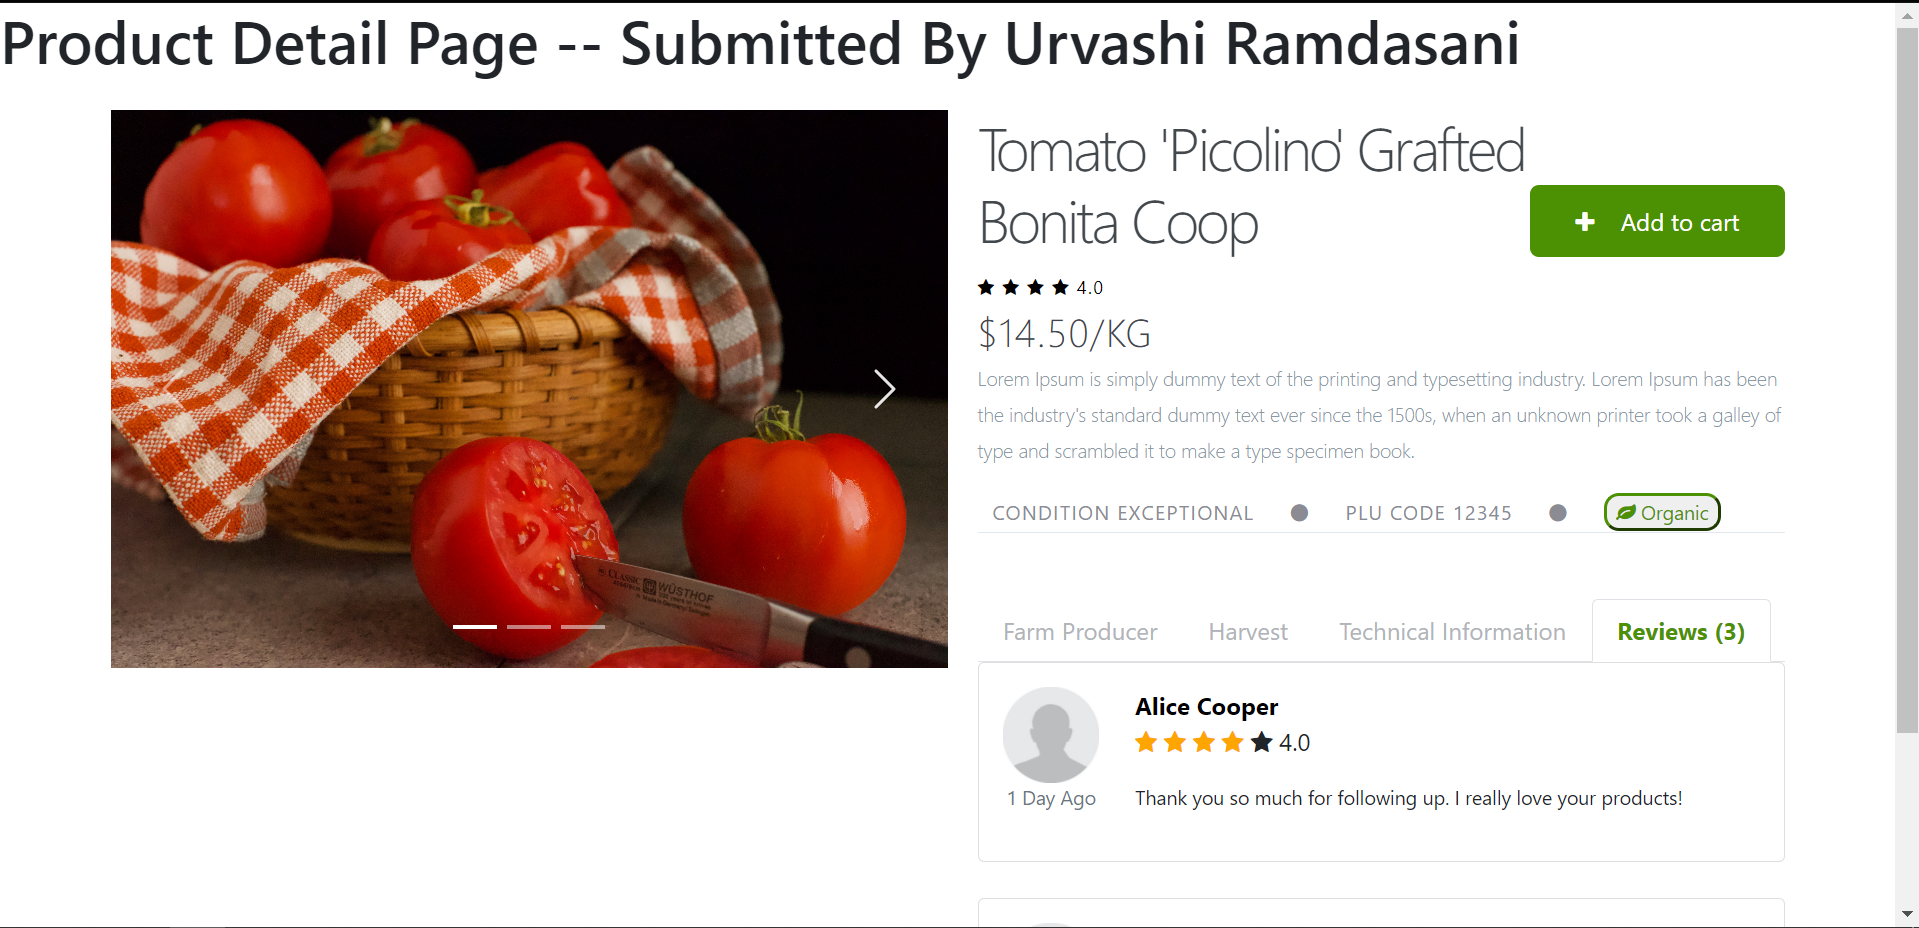 Product Detail Page -- Submitted By Urvashi Ramdasani
Tomato 'Picolino' Grafted
Bonita Coop
Add to cart
4.0
$14.50/KG
Lorem Ipsum is simply dummy text of the printing and typesetting industry. Lorem Ipsum has been
the industry's standard dummy text ever since the 1500s, when an unknown printer took a galley of
type and scrambled it to make a type specimen book.
CONDITION EXCEPTIONAL ● PLU CODE 12345 ● Organic
Farm Producer Harvest Technical Information Reviews (3)
Alice Cooper
4.0
1 Day Ago
Thank you so much for following up. I really love your products!
CLASSIC WÜSTHOF